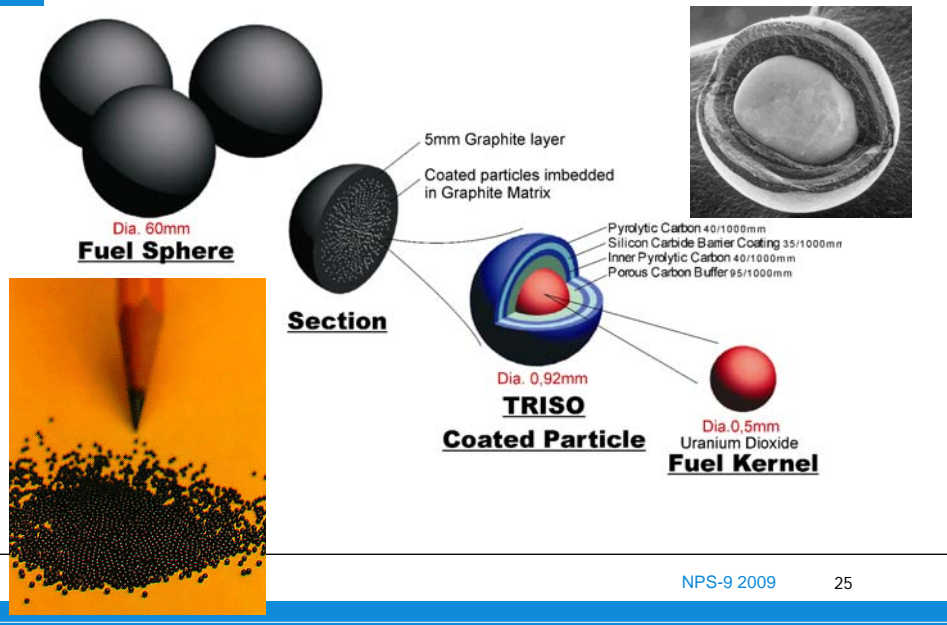 5mm Graphite layer
Coated particles imbedded
in Graphite Matrix
Dia. 60mm
Fuel Sphere
Section
Pyrolytic Carbon 40/1000mm
Silicon Carbide Barrier Coating 35/1000mm
Inner Pyrolytic Carbon 40/1000mm
Porous Carbon Buffer 95/1000mm
Dia. 0,92mm
TRISO
Coated Particle
Dia.0,5mm
Uranium Dioxide
Fuel Kernel
NPS-9 2009
25